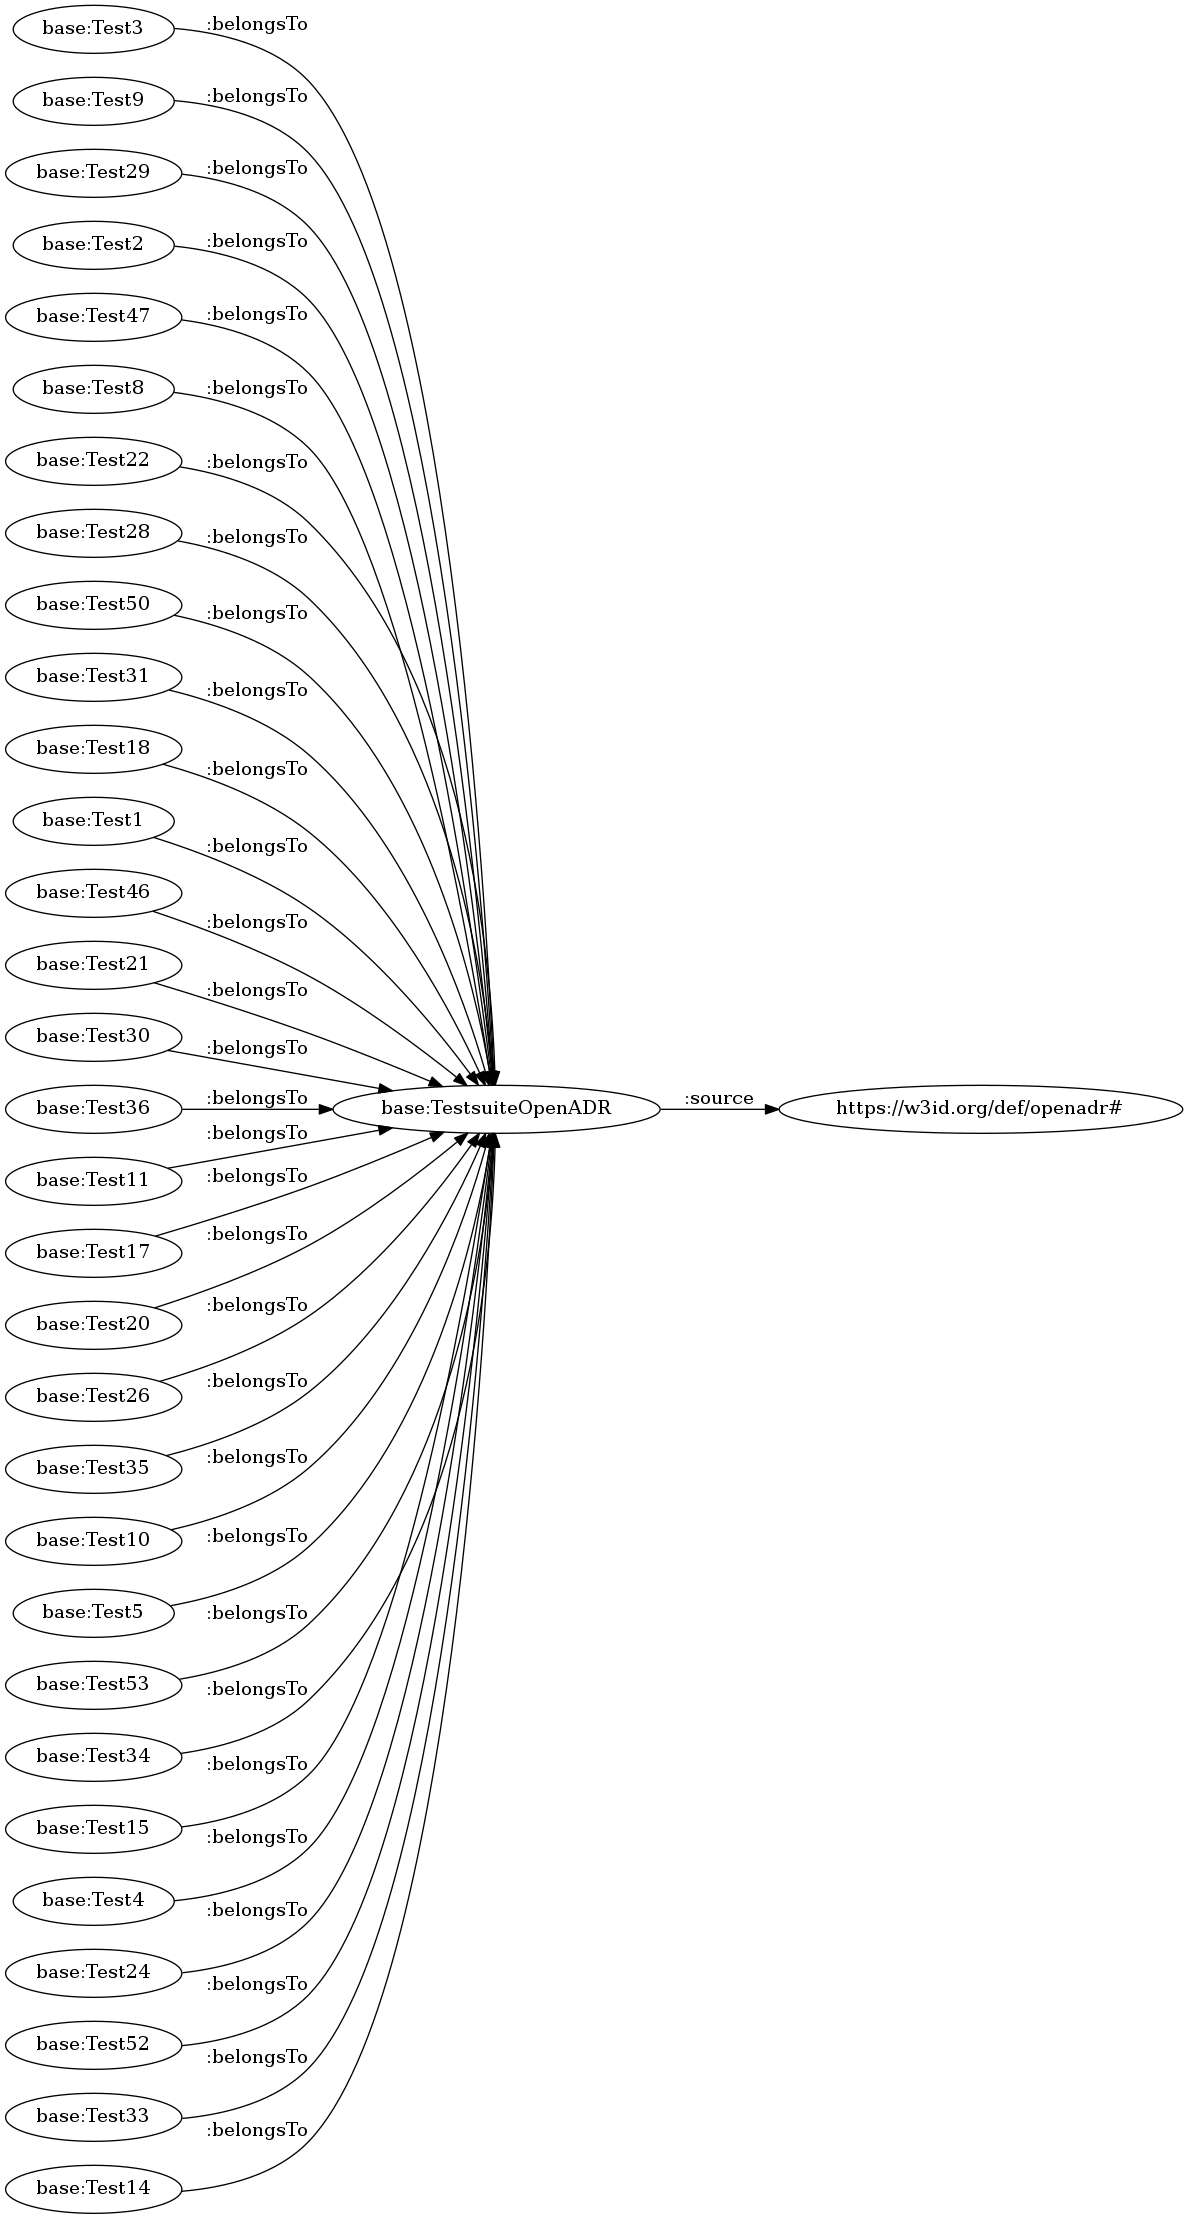 base:Test3
:belongsTo
base:Test9
:belongsTo
base:Test29
:belongsTo
base:Test2
:belongsTo
base:Test47
:belongsTo
base:Test8
:belongsTo
base:Test22
:belongsTo
base:Test28
:belongsTo
base:Test50
:belongsTo
base:Test31
:belongsTo
base:Test18
:belongsTo
base:Test1
:belongsTo
base:Test46
:belongsTo
base:Test21
:belongsTo
base:Test30
:belongsTo
base:Test36
:belongsTo
base:TestsuiteOpenADR
:source
https://w3id.org/def/openadr#
:belongsTo
base:Test11
:belongsTo
base:Test17
:belongsTo
base:Test20
:belongsTo
base:Test26
:belongsTo
base:Test35
:belongsTo
base:Test10
:belongsTo
base:Test5
:belongsTo
base:Test53
:belongsTo
base:Test34
:belongsTo
base:Test15
:belongsTo
base:Test4
:belongsTo
base:Test24
:belongsTo
base:Test52
:belongsTo
base:Test33
:belongsTo
base:Test14